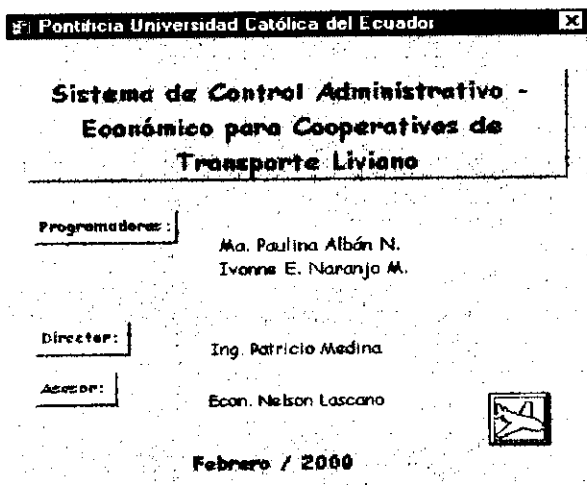 Pontificia Universidad Católica del Ecuador
Sistema de Control Administrativo -
Económico para Cooperativas de
Transporte Liviano
Programadoras:
Ma. Paulina Albán N.
Ivonne E. Naranjo M.
Director:
Ing. Patricio Medina
Asesor:
Econ. Nelson Lascano
Febrero / 2000